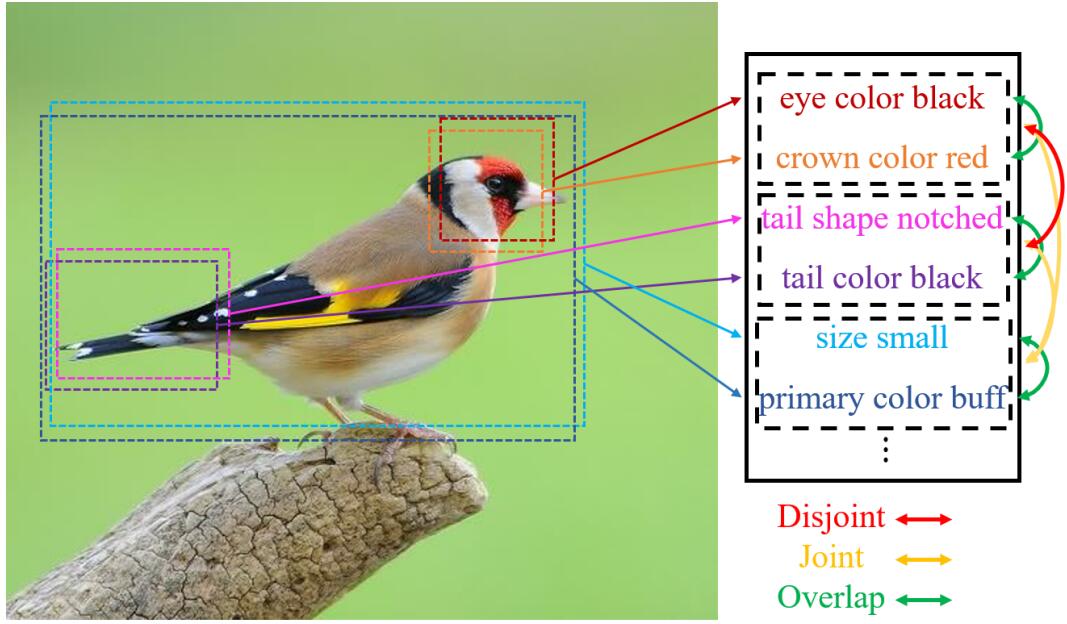 eye color black
crown color red
tail shape notched
tail color black
size small
primary color buff
⋮
Disjoint
Joint
Overlap